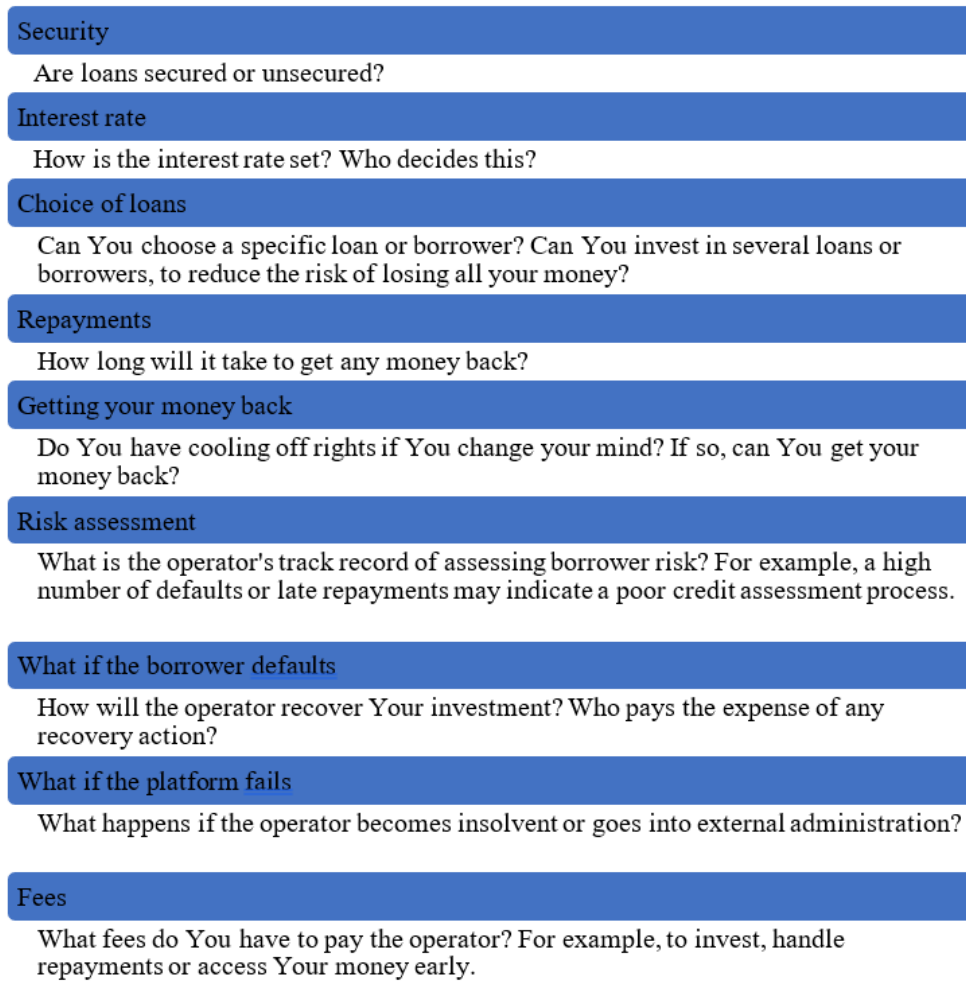 Security
Are loans secured or unsecured?
Interest rate
How is the interest rate set? Who decides this?
Choice of loans
Can You choose a specific loan or borrower? Can You invest in several loans or
borrowers, to reduce the risk of losing all your money?
Repayments
How long will it take to get any money back?
Getting your money back
Do You have cooling off rights if You change your mind? If so, can You get your
money back?
Risk assessment
What is the operator's track record of assessing borrower risk? For example, a high
number of defaults or late repayments may indicate a poor credit assessment process.
What if the borrower defaults
How will the operator recover Your investment? Who pays the expense of any
recovery action?
What if the platform fails
What happens if the operator becomes insolvent or goes into external administration?
Fees
What fees do You have to pay the operator? For example, to invest, handle
repayments or access Your money early.